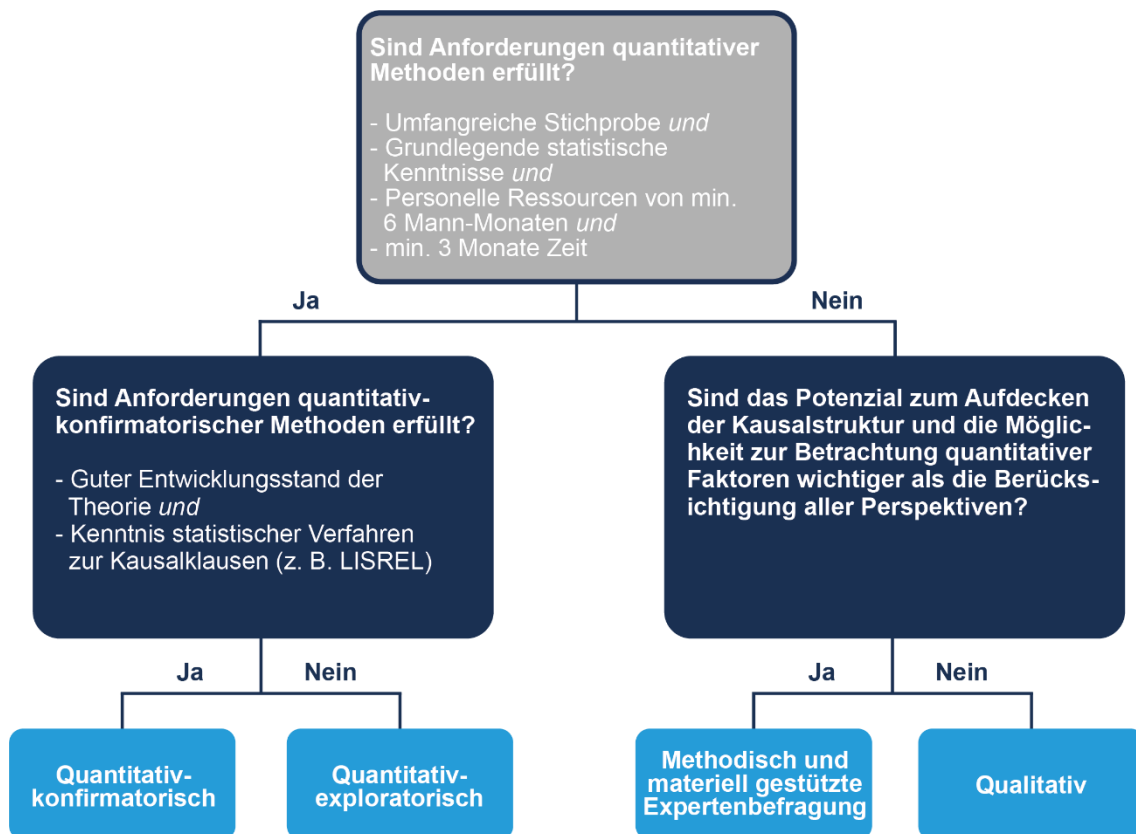 Sind Anforderungen quantitativer
Methoden erfüllt?
- Umfangreiche Stichprobe und
- Grundlegende statistische
Kenntnisse und
- Personelle Ressourcen von min.
6 Mann-Monaten und
- min. 3 Monate Zeit
Ja
Nein
Sind Anforderungen quantitativ-
konfirmatorischer Methoden erfüllt?
- Guter Entwicklungsstand der
Theorie und
- Kenntnis statistischer Verfahren
zur Kausalklausen (z. B. LISREL)
Sind das Potenzial zum Aufdecken
der Kausalstruktur und die Möglich-
keit zur Betrachtung quantitativer
Faktoren wichtiger als die Berücks-
ichtigung aller Perspektiven?
Ja
Nein
Ja
Nein
Quantitativ-
konfirmatorisch
Quantitativ-
exploratorisch
Methodisch und
materiell gestützte
Expertenbefragung
Qualitativ